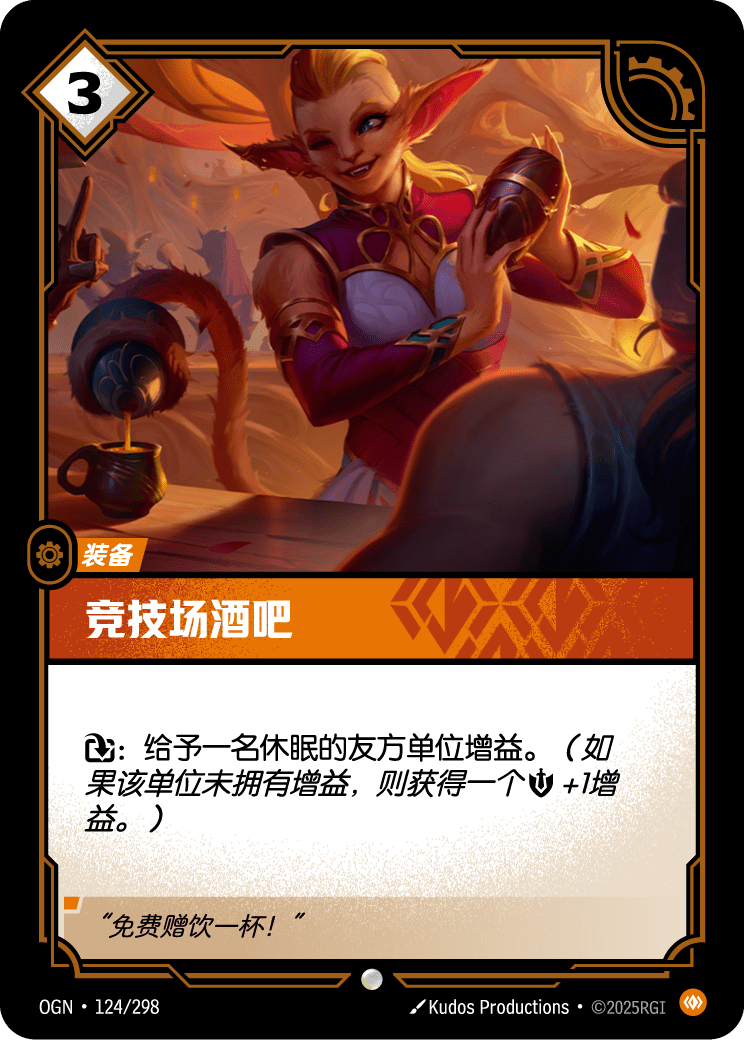 3
装备
竞技场酒吧
：给予一名休眠的友方单位增益。（如
果该单位未拥有增益，则获得一个 +1增
益。）
“免费赠饮一杯！”
OGN • 124/298
Kudos Productions • ©2025RGI